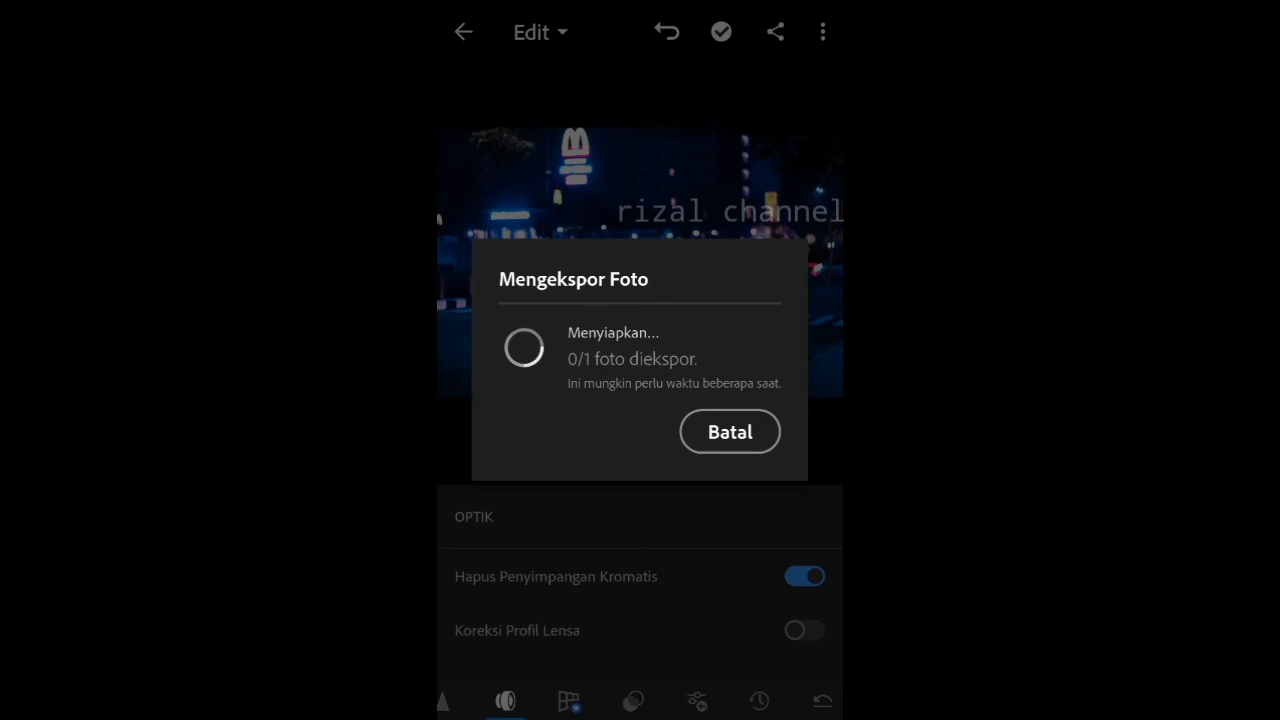 Edit
rizal channel
Mengekspor Foto
Menyiapkan...
0/1 foto diekspor.
Ini mungkin perlu waktu beberapa saat.
Batal
OPTIK
Hapus Penyimpangan Kromatis
Koreksi Profil Lensa